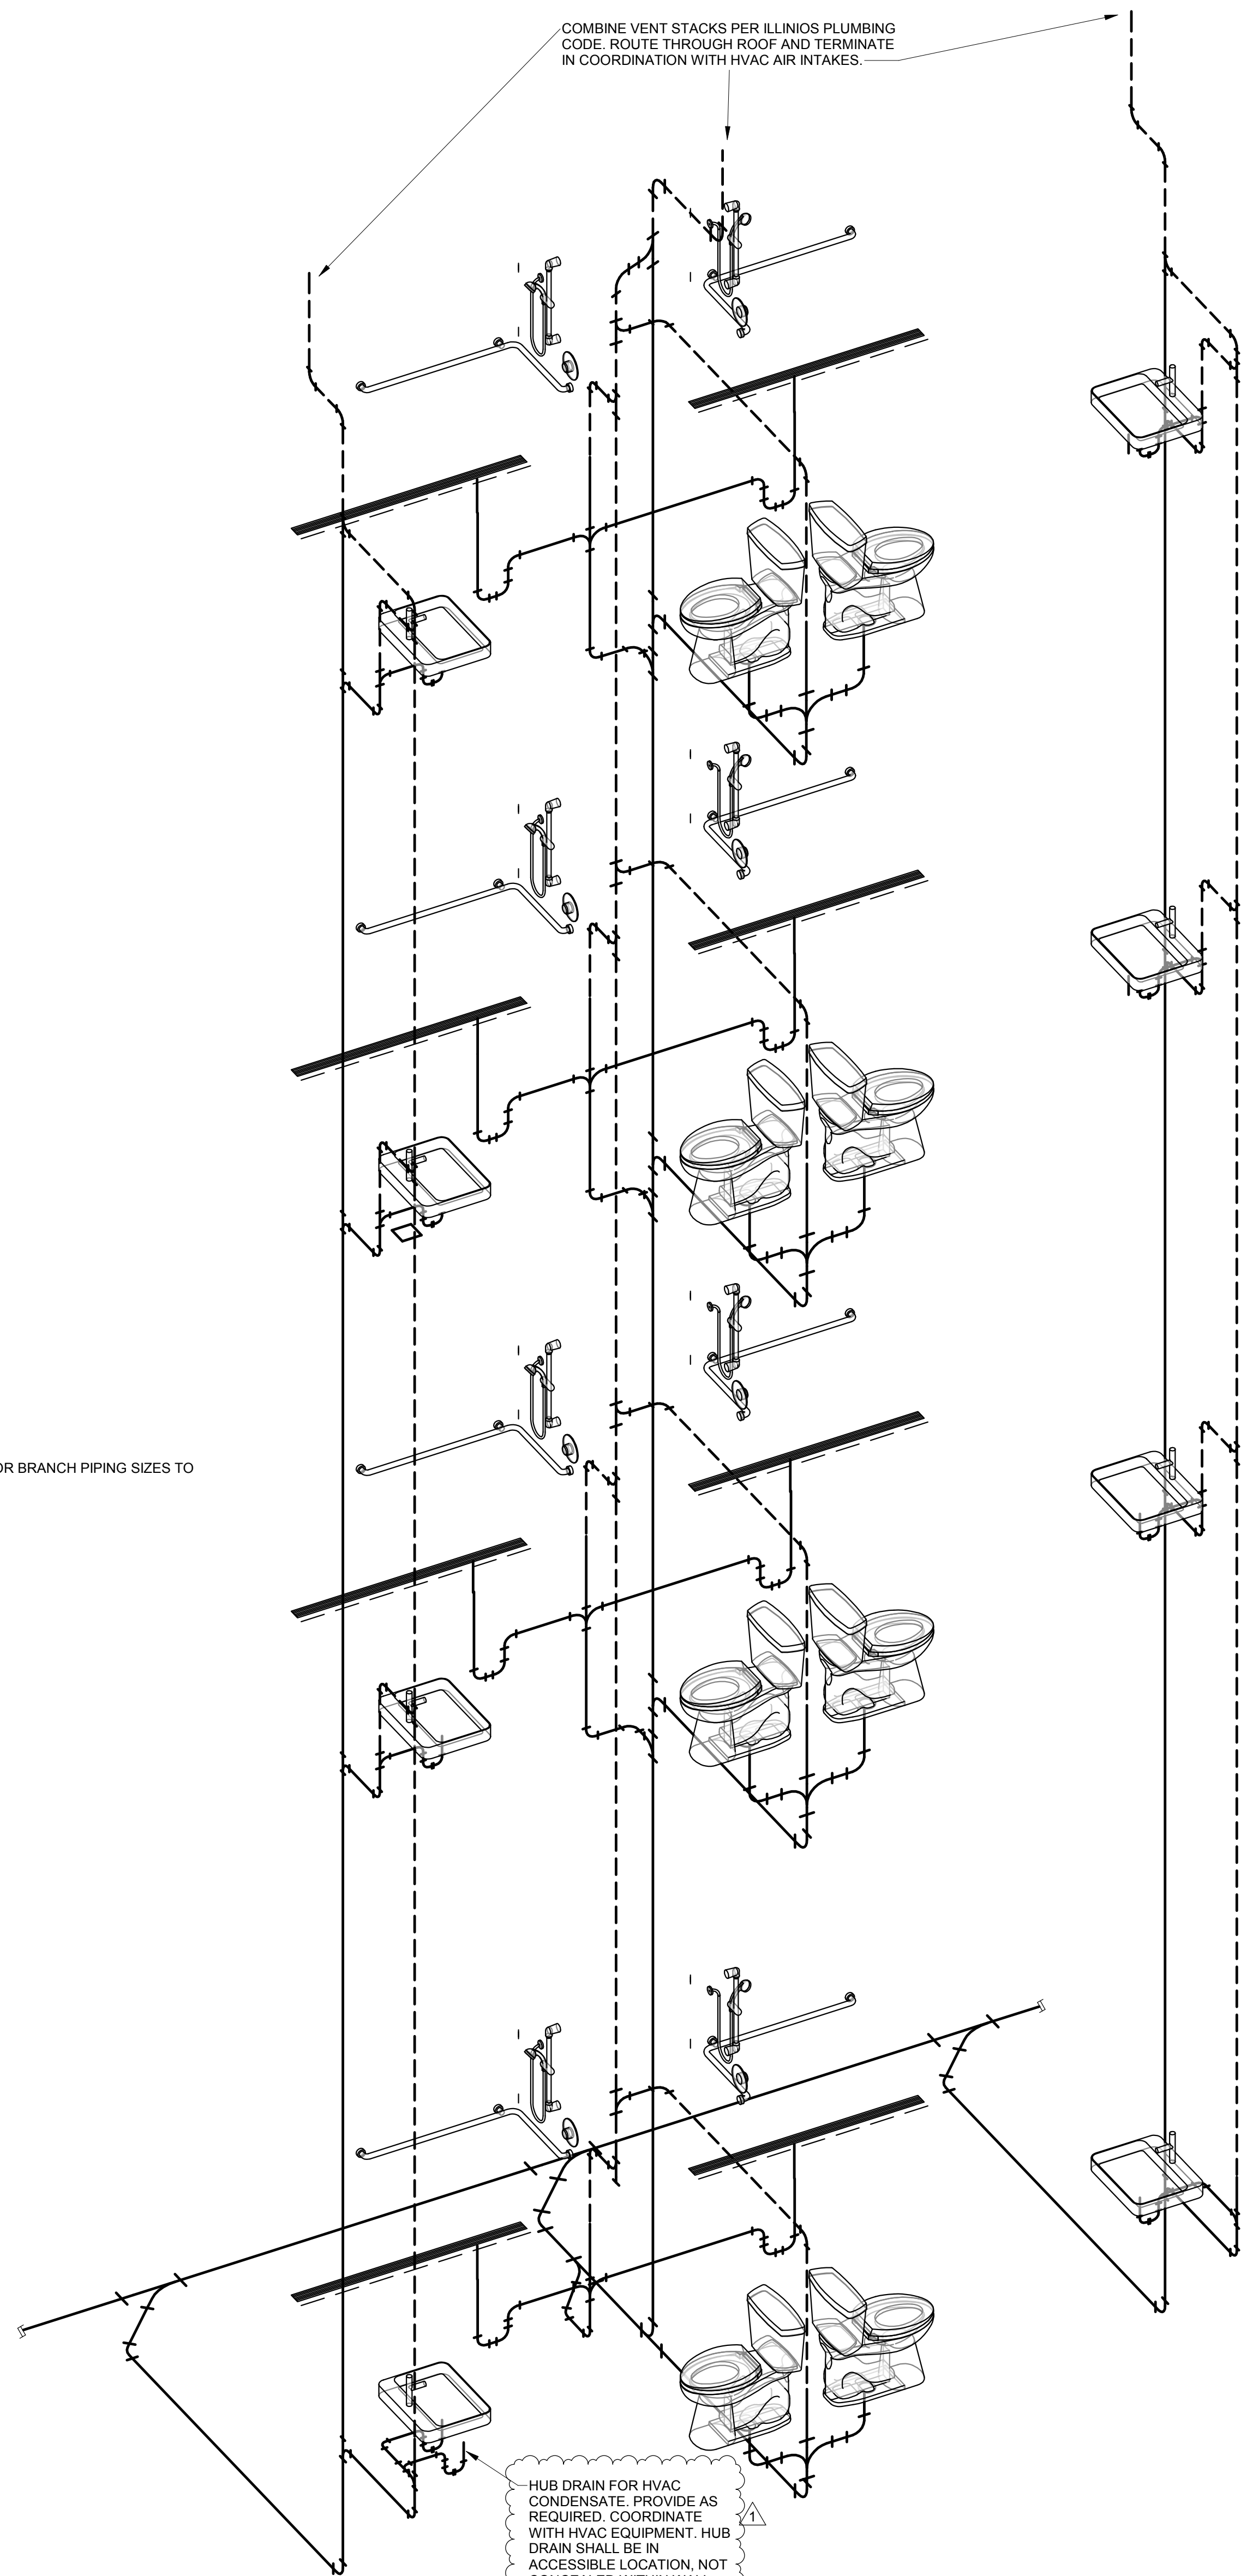 COMBINE VENT STACKS PER ILLINIOS PLUMBING
CODE. ROUTE THROUGH ROOF AND TERMINATE
IN COORDINATION WITH HVAC AIR INTAKES.
OR BRANCH PIPING SIZES TO
HUB DRAIN FOR HVAC
CONDENSATE. PROVIDE AS
REQUIRED. COORDINATE
WITH HVAC EQUIPMENT. HUB
DRAIN SHALL BE IN
ACCESSIBLE LOCATION, NOT
1